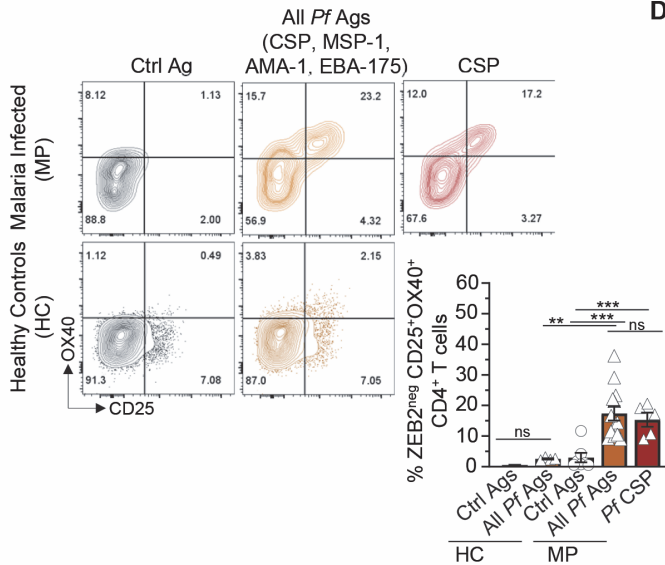 D
All Pf Ags
(CSP, MSP-1,
AMA-1, EBA-175)
Ctrl Ag
CSP
Malaria Infected
(MP)
8.12 1.13
88.8 2.00
15.7 23.2
56.9 4.32
12.0 17.2
67.6 3.27
Healthy Controls
(HC)
1.12 0.49
91.3 7.08
3.83 2.15
87.0 7.05
OX40
CD25
% ZEB2neg CD25+OX40+
CD4+ T cells
60
50
40
30
20
10
0
ns
**
***
***
ns
Ctrl Ags
All Pf Ags
Ctrl Ags
All Pf Ags
Pf CSP
HC
MP